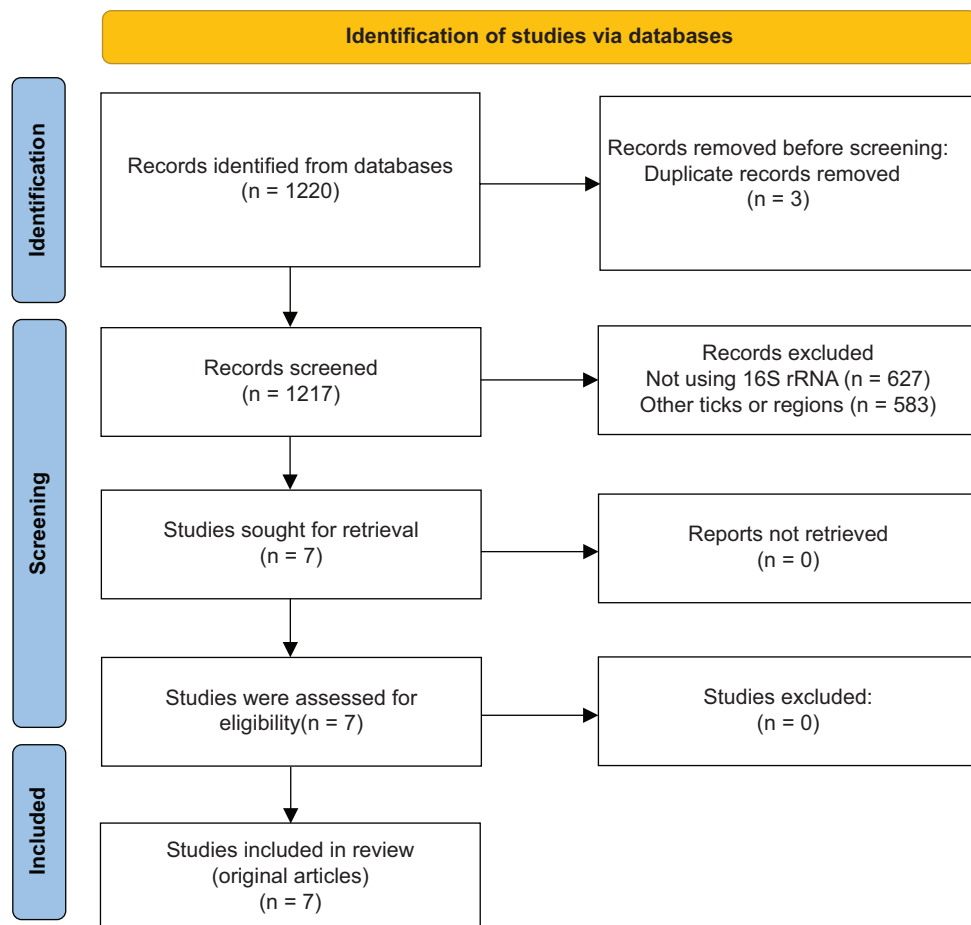 Identification of studies via databases
Identification
Records identified from databases
(n = 1220)
Records removed before screening:
Duplicate records removed
(n = 3)
Screening
Records screened
(n = 1217)
Records excluded
Not using 16S rRNA (n = 627)
Other ticks or regions (n = 583)
Studies sought for retrieval
(n = 7)
Reports not retrieved
(n = 0)
Studies were assessed for
eligibility(n = 7)
Studies excluded:
(n = 0)
Included
Studies included in review
(original articles)
(n = 7)